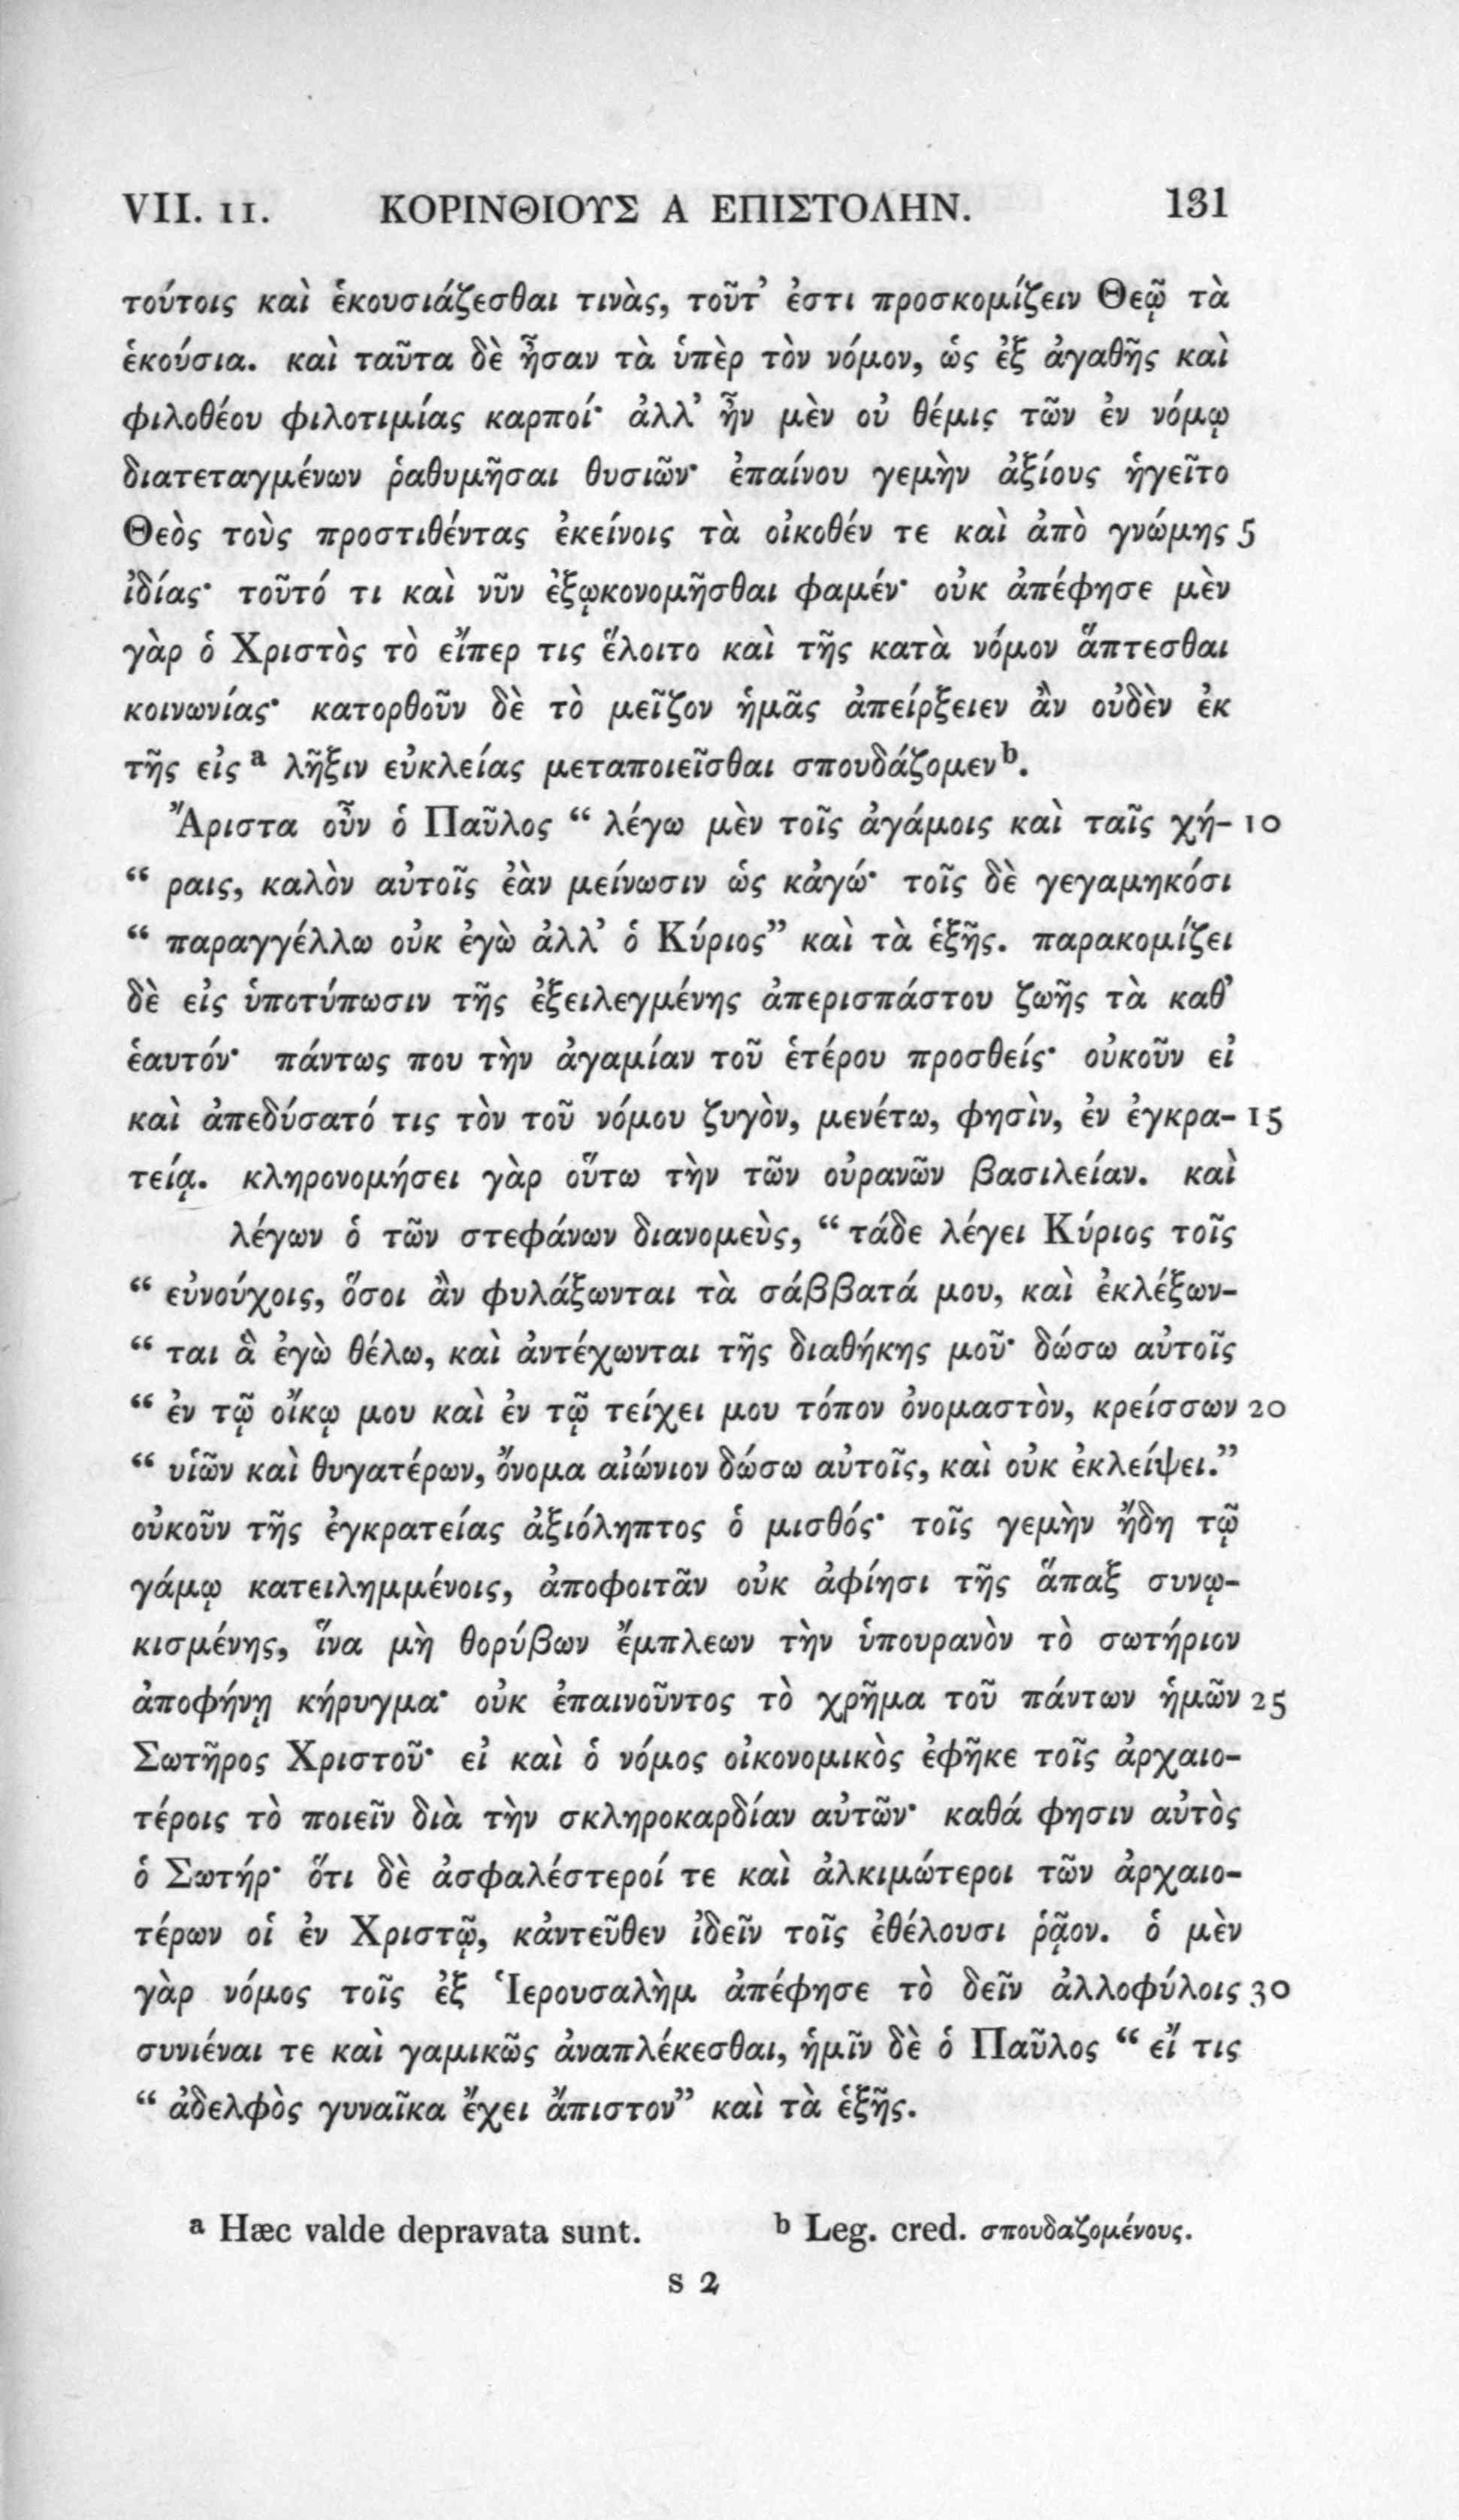 VII. 11. ΚΟΡΙΝΘΙΟΥΣ Α ΕΠΙΣΤΟΛΗΝ. 131
τούτοις καὶ ἑκουσιάζεσθαι τινὰς, τοῦτ’ ἐστι προσκομίζειν Θεῷ τὰ
ἑκούσια. καὶ ταῦτα δὲ ἦσαν τὰ ὑπὲρ τὸν νόμον, ὡς ἐξ ἀγαθῆς καὶ
φιλοθέου φιλοτιμίας καρποί· ἀλλ’ ἦν μὲν οὐ θέμις τῶν ἐν νόμῳ
διατεταγμένων ῥαθυμῆσαι θυσιῶν· ἐπαίνου γεμὴν ἀξίους ἡγεῖτο
Θεὸς τοὺς προστιθέντας ἐκείνοις τὰ οἰκοθέν τε καὶ ἀπὸ γνώμης 5
ἰδίας· τοῦτό τι καὶ νῦν ἐξῳκονομῆσθαι φαμέν· οὐκ ἀπέφησε μὲν
γὰρ ὁ Χριστὸς τὸ εἴπερ τις ἕλοιτο καὶ τῆς κατὰ νόμον ἅπτεσθαι
κοινωνίας· κατορθοῦν δὲ τὸ μεῖζον ἡμᾶς ἀπείρξειεν ἂν οὐδὲν ἐκ
τῆς εἰς a λῆξιν εὐκλείας μεταποιεῖσθαι σπουδάζομεν b.
Ἄριστα οὖν ὁ Παῦλος “ λέγω μὲν τοῖς ἀγάμοις καὶ ταῖς χή- 10
“ ραις, καλὸν αὐτοῖς ἐὰν μείνωσιν ὡς κἀγώ· τοῖς δὲ γεγαμηκόσι
“ παραγγέλλω οὐκ ἐγὼ ἀλλ’ ὁ Κύριος” καὶ τὰ ἑξῆς. παρακομίζει
δὲ εἰς ὑποτύπωσιν τῆς ἐξειλεγμένης ἀπερισπάστου ζωῆς τὰ καθ’
ἑαυτόν· πάντως που τὴν ἀγαμίαν τοῦ ἑτέρου προσθείς· οὐκοῦν εἰ
καὶ ἀπεδύσατό τις τὸν τοῦ νόμου ζυγὸν, μενέτω, φησὶν, ἐν ἐγκρα- 15
τείᾳ. κληρονομήσει γὰρ οὕτω τὴν τῶν οὐρανῶν βασιλείαν. καὶ
λέγων ὁ τῶν στεφάνων διανομεὺς, “ τάδε λέγει Κύριος τοῖς
“ εὐνούχοις, ὅσοι ἂν φυλάξωνται τὰ σάββατά μου, καὶ ἐκλέξων-
“ ται ἃ ἐγὼ θέλω, καὶ ἀντέχωνται τῆς διαθήκης μοῦ· δώσω αὐτοῖς
“ ἐν τῷ οἴκῳ μου καὶ ἐν τῷ τείχει μου τόπον ὀνομαστὸν, κρείσσων 20
“ υἱῶν καὶ θυγατέρων, ὄνομα αἰώνιον δώσω αὐτοῖς, καὶ οὐκ ἐκλείψει.”
οὐκοῦν τῆς ἐγκρατείας ἀξιόληπτος ὁ μισθός· τοῖς γεμὴν ἤδη τῷ
γάμῳ κατειλημμένοις, ἀποφοιτᾶν οὐκ ἀφίησι τῆς ἅπαξ συνῳ-
κισμένης, ἵνα μὴ θορύβων ἔμπλεων τὴν ὑπουρανὸν τὸ σωτήριον
ἀποφήνῃ κήρυγμα· οὐκ ἐπαινοῦντος τὸ χρῆμα τοῦ πάντων ἡμῶν 25
Σωτῆρος Χριστοῦ· εἰ καὶ ὁ νόμος οἰκονομικὸς ἐφῆκε τοῖς ἀρχαιο-
τέροις τὸ ποιεῖν διὰ τὴν σκληροκαρδίαν αὐτῶν· καθά φησιν αὐτὸς
ὁ Σωτήρ· ὅτι δὲ ἀσφαλέστεροί τε καὶ ἀλκιμώτεροι τῶν ἀρχαιο-
τέρων οἱ ἐν Χριστῷ, κἀντεῦθεν ἰδεῖν τοῖς ἐθέλουσι ῥᾷον. ὁ μὲν
γὰρ νόμος τοῖς ἐξ Ἱερουσαλὴμ ἀπέφησε τὸ δεῖν ἀλλοφύλοις 30
συνιέναι τε καὶ γαμικῶς ἀναπλέκεσθαι, ἡμῖν δὲ ὁ Παῦλος “ εἴ τις
“ ἀδελφὸς γυναῖκα ἔχει ἄπιστον” καὶ τὰ ἑξῆς.
a Hæc valde depravata sunt. b Leg. cred. σπουδαζομένους.
S 2